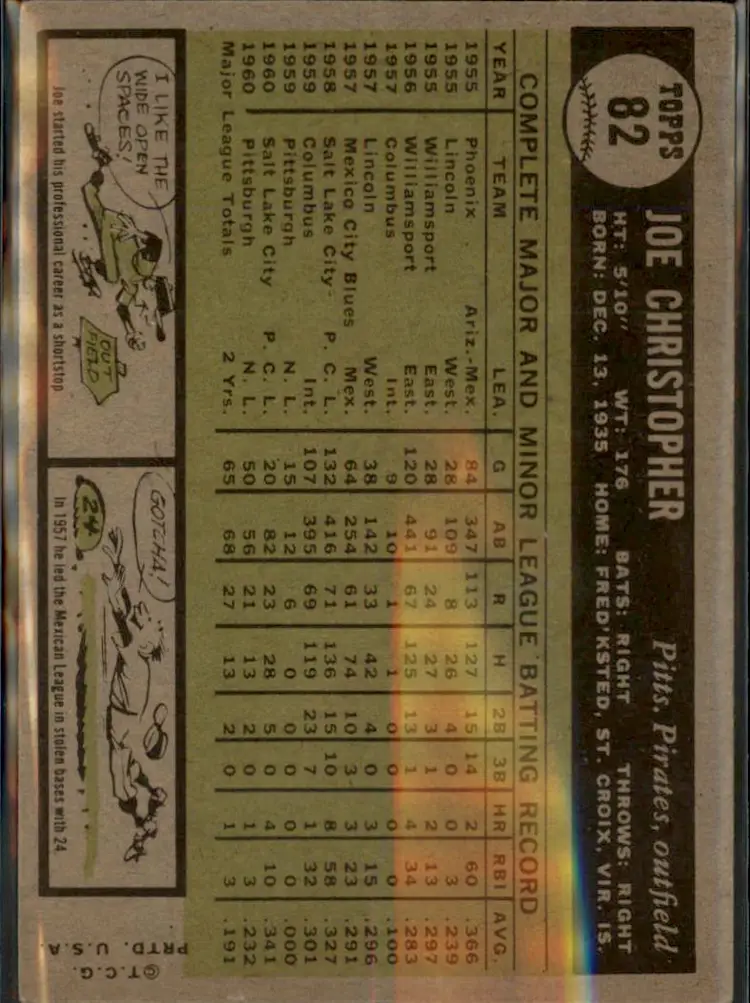 TOPPS
82
JOE CHRISTOPHER
Pitts. Pirates, outfield
HT: 5'10" WT: 176 BATS: RIGHT THROWS: RIGHT
BORN: DEC. 13, 1935 HOME: FRED'KSTED, ST. CROIX, VIR. IS.
COMPLETE MAJOR AND MINOR LEAGUE BATTING RECORD
YEAR TEAM LEA. G AB R H 2B 3B HR RBI AVG.
1955 Phoenix Ariz.-Mex. 84 347 113 127 15 14 2 60 .366
1955 Lincoln West. 28 109 8 26 4 0 0 3 .239
1955 Williamsport East. 28 91 24 27 3 1 2 13 .297
1956 Williamsport East. 120 441 67 125 13 1 4 34 .283
1957 Columbus Int. 9 10 1 1 0 0 0 0 .100
1957 Lincoln West. 38 142 33 42 4 0 3 15 .296
1957 Mexico City Blues Mex. 64 254 61 74 10 3 3 23 .291
1958 Salt Lake City P. C. L. 132 416 71 136 15 10 8 58 .327
1959 Columbus Int. 107 395 69 119 23 7 1 32 .301
1959 Pittsburgh N. L. 15 12 6 0 0 0 0 0 .000
1960 Salt Lake City P. C. L. 20 82 23 28 5 0 4 10 .341
1960 Pittsburgh N. L. 50 56 21 13 2 0 1 3 .232
Major League Totals 2 Yrs. 65 68 27 13 2 0 1 3 .191
I LIKE THE
WIDE OPEN
SPACES!
OUT
FIELD
Joe started his professional career as a shortstop
GOTCHA!
24
In 1957 he led the Mexican League in stolen bases with 24
©T.C.G. PRTD. U.S.A.